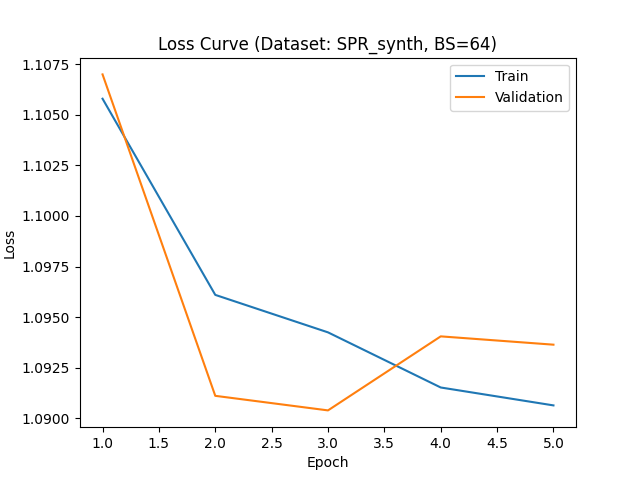 Loss Curve (Dataset: SPR_synth, BS=64)
Train
Validation
Loss
1.1075
1.1050
1.1025
1.1000
1.0975
1.0950
1.0925
1.0900
1.0 1.5 2.0 2.5 3.0 3.5 4.0 4.5 5.0
Epoch